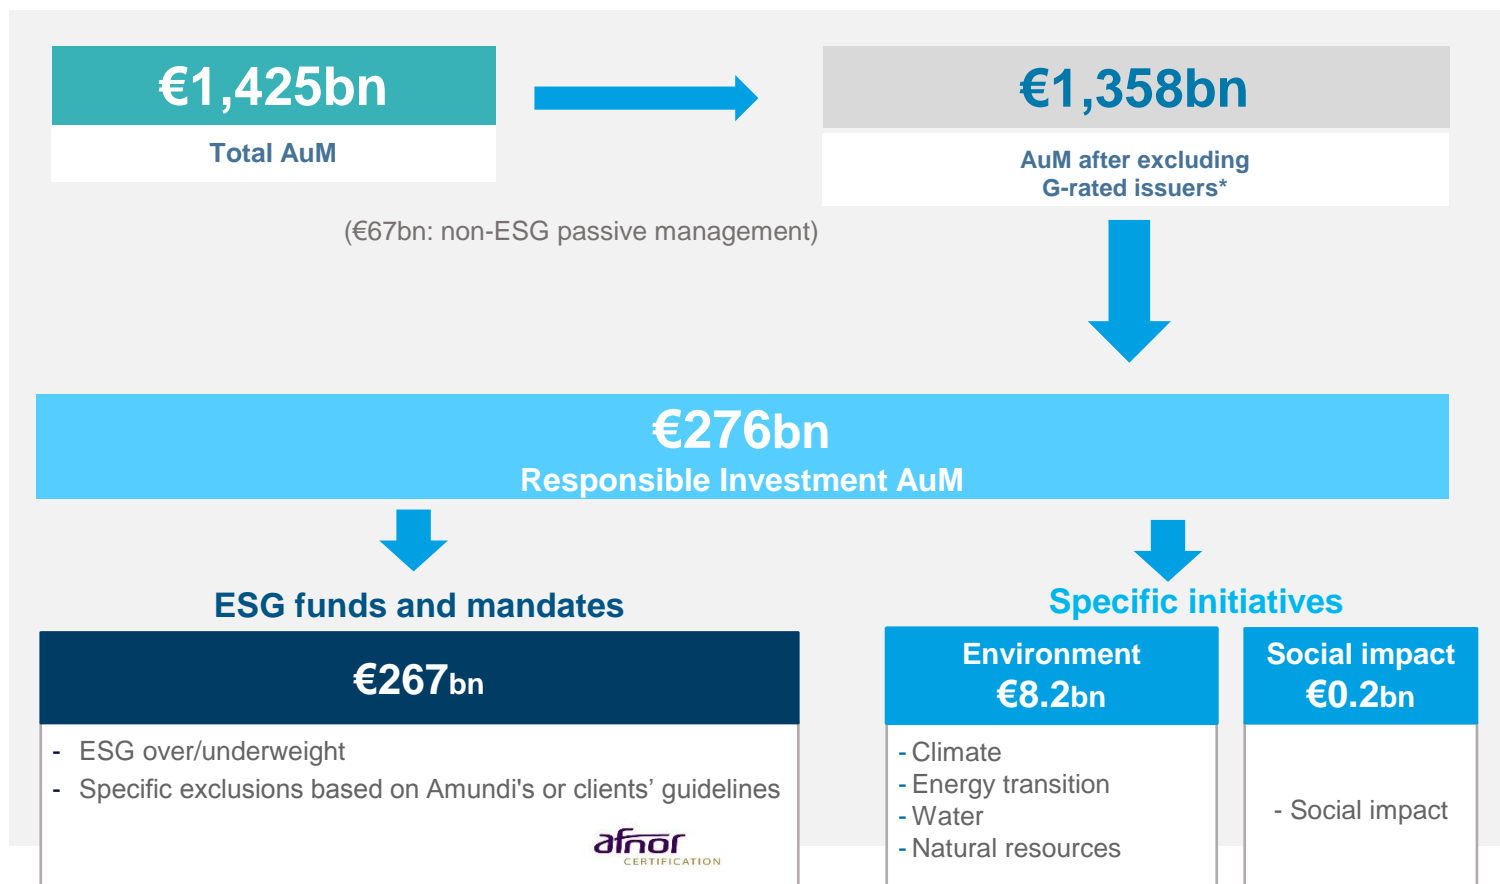 €1,425bn
Total AuM
€1,358bn
AuM after excluding
G-rated issuers*
(€67bn: non-ESG passive management)
€276bn
Responsible Investment AuM
ESG funds and mandates
€267bn
- ESG over/underweight
- Specific exclusions based on Amundi's or clients’ guidelines
afnor
CERTIFICATION
Specific initiatives
Environment
€8.2bn
- Climate
- Energy transition
- Water
- Natural resources
Social impact
€0.2bn
- Social impact